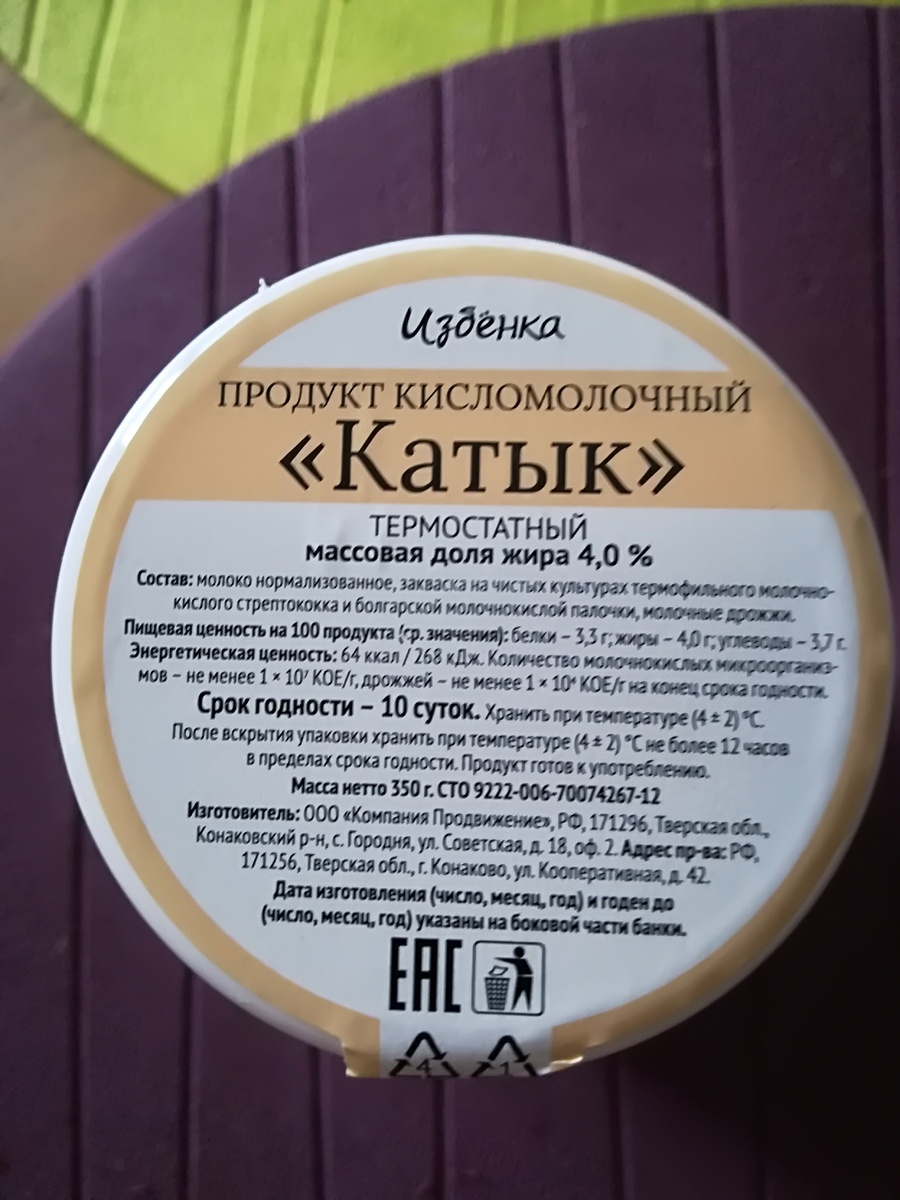 Избёнка
ПРОДУКТ КИСЛОМОЛОЧНЫЙ
«Катык»
ТЕРМОСТАТНЫЙ
массовая доля жира 4,0 %
Состав: молоко нормализованное, закваска на чистых культурах термофильного молочно-
кислого стрептококка и болгарской молочнокислой палочки, молочные дрожжи.
Пищевая ценность на 100 продукта (ср. значения): белки – 3,3 г; жиры – 4,0 г; углеводы – 3,7 г.
Энергетическая ценность: 64 ккал / 268 кДж. Количество молочнокислых микроорганиз-
мов – не менее 1 × 10⁷ КОЕ/г, дрожжей – не менее 1 × 10⁴ КОЕ/г на конец срока годности.
Срок годности – 10 суток. Хранить при температуре (4 ± 2) °С.
После вскрытия упаковки хранить при температуре (4 ± 2) °С не более 12 часов
в пределах срока годности. Продукт готов к употреблению.
Масса нетто 350 г. СТО 9222-006-70074267-12
Изготовитель: ООО «Компания Продвижение», РФ, 171296, Тверская обл.,
Конаковский р-н, с. Городня, ул. Советская, д. 18, оф. 2. Адрес пр-ва: РФ,
171256, Тверская обл., г. Конаково, ул. Кооперативная, д. 42.
Дата изготовления (число, месяц, год) и годен до
(число, месяц, год) указаны на боковой части банки.
ЕАС
4 1